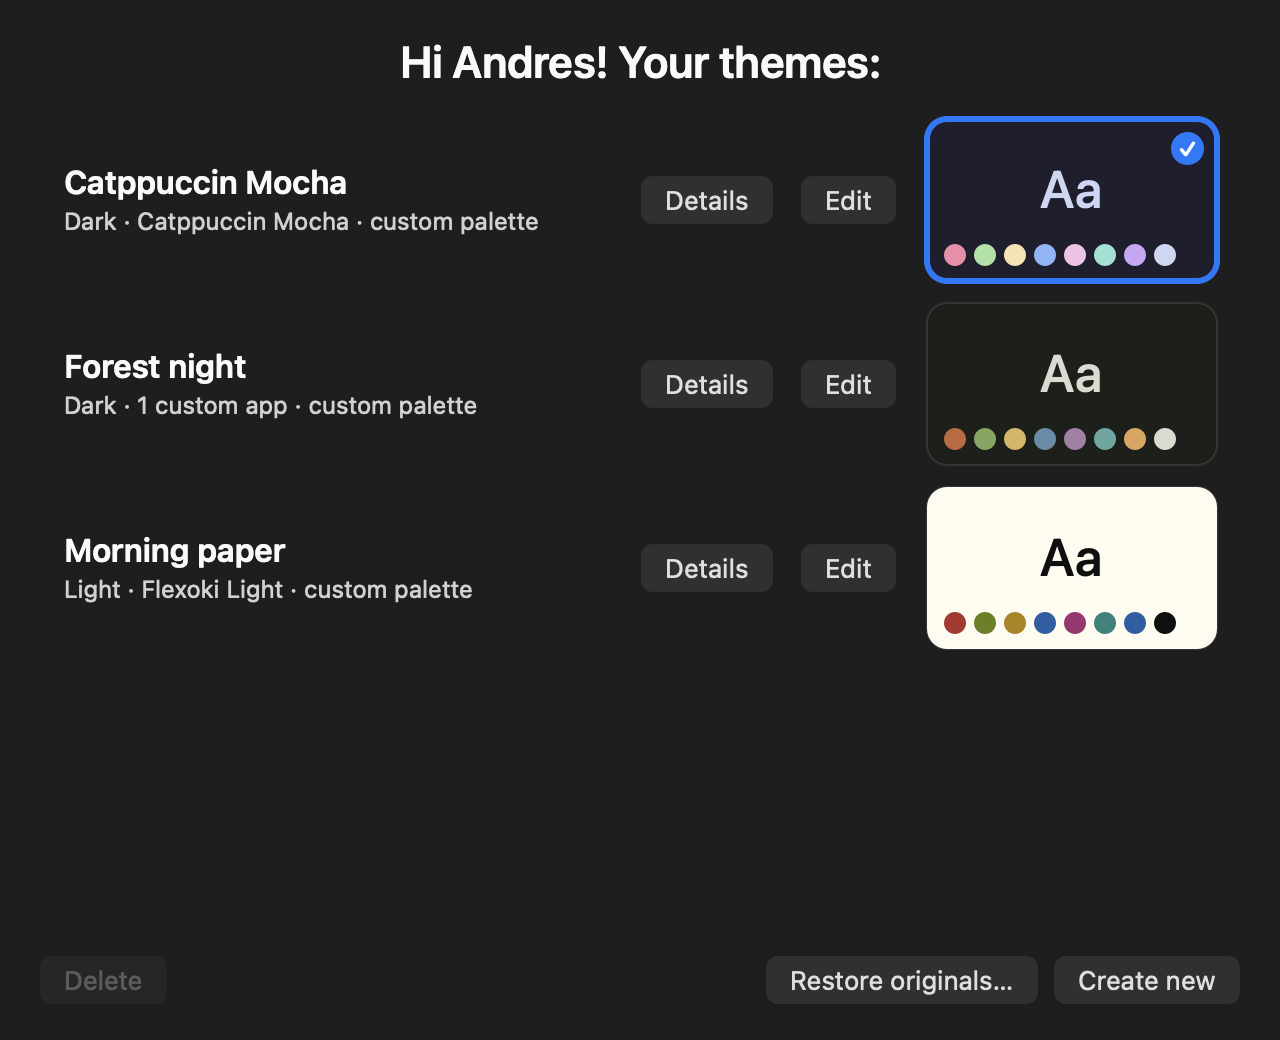 Hi Andres! Your themes:
Catppuccin Mocha
Dark · Catppuccin Mocha · custom palette
Details
Edit
Aa
Forest night
Dark · 1 custom app · custom palette
Details
Edit
Aa
Morning paper
Light · Flexoki Light · custom palette
Details
Edit
Aa
Delete
Restore originals...
Create new